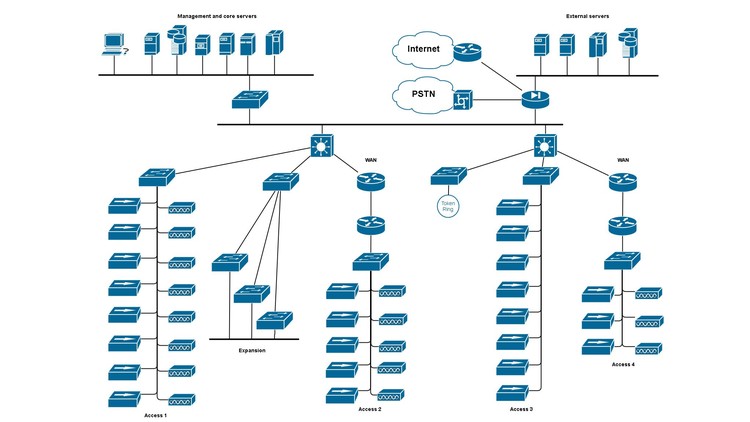 Management and core servers
External servers
Internet
PSTN
WAN
WAN
Token
Ring
Expansion
Access 4
Access 2
Access 3
Access 1